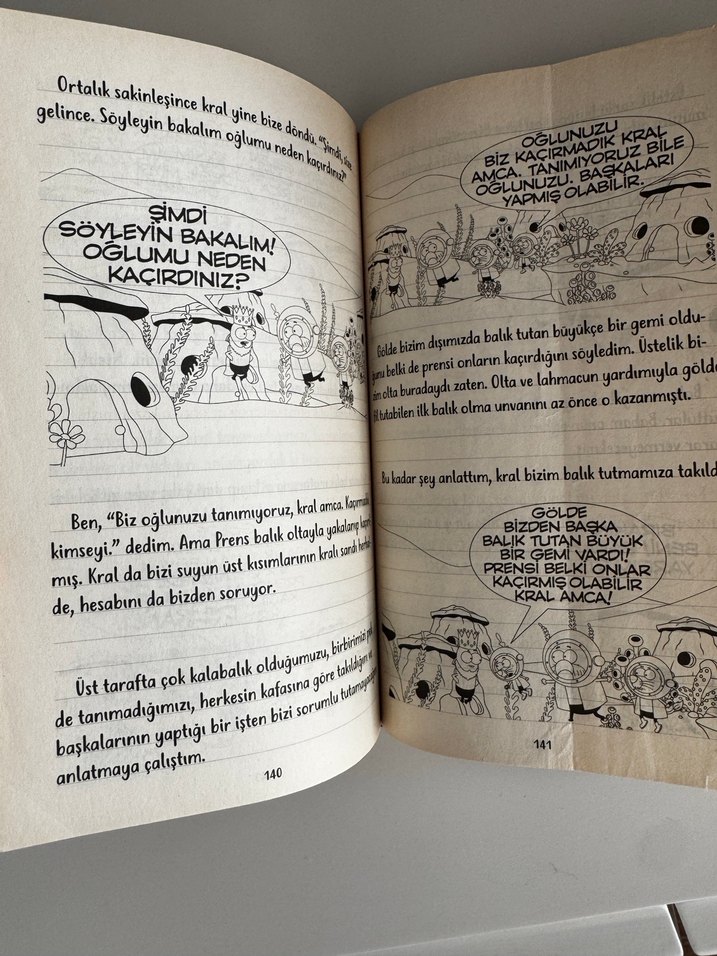 Ortalık sakinleşince kral yine bize döndü. "Şimdi, size
gelince. Söyleyin bakalım oğlumu neden kaçırdınız?"
ŞİMDİ
SÖYLEYİN BAKALIM!
OĞLUMU NEDEN
KAÇIRDINIZ?
Ben, "Biz oğlunuzu tanımıyoruz, kral amca. Kaçırmadık
kimseyi." dedim. Ama Prens balık oltayla yakalanıp
mış. Kral da bizi suyun üst kısımlarının kralı sandı
de, hesabını da bizden soruyor.
Üst tarafta çok kalabalık olduğumuzu, birbirimizi
de tanımadığımızı, herkesin kafasına göre takıldığını ve
başkalarının yaptığı bir işten bizi sorumlu
anlatmaya çalıştım.
140
OĞLUNUZU
BİZ KAÇIRMADIK KRAL
AMCA. TANIMIYORUZ BİLE
OĞLUNUZU. BAŞKALARI
YAPMIŞ OLABİLİR.
Gölde bizim dışımızda balık tutan büyükçe bir gemi oldu-
ğunu belki de prensi onların kaçırdığını söyledim. Üstelik bi-
zim olta buradaydı zaten. Olta ve lahmacun yardımıyla gölde
fil tutabilen ilk balık olma unvanını az önce o kazanmıştı.
Bu kadar şey anlattım, kral bizim balık tutmamıza
GÖLDE
BİZDEN BAŞKA
BALIK TUTAN BÜYÜK
BİR GEMİ VARDI!
PRENSİ BELKİ ONLAR
KAÇIRMIŞ OLABİLİR
KRAL AMCA!
141